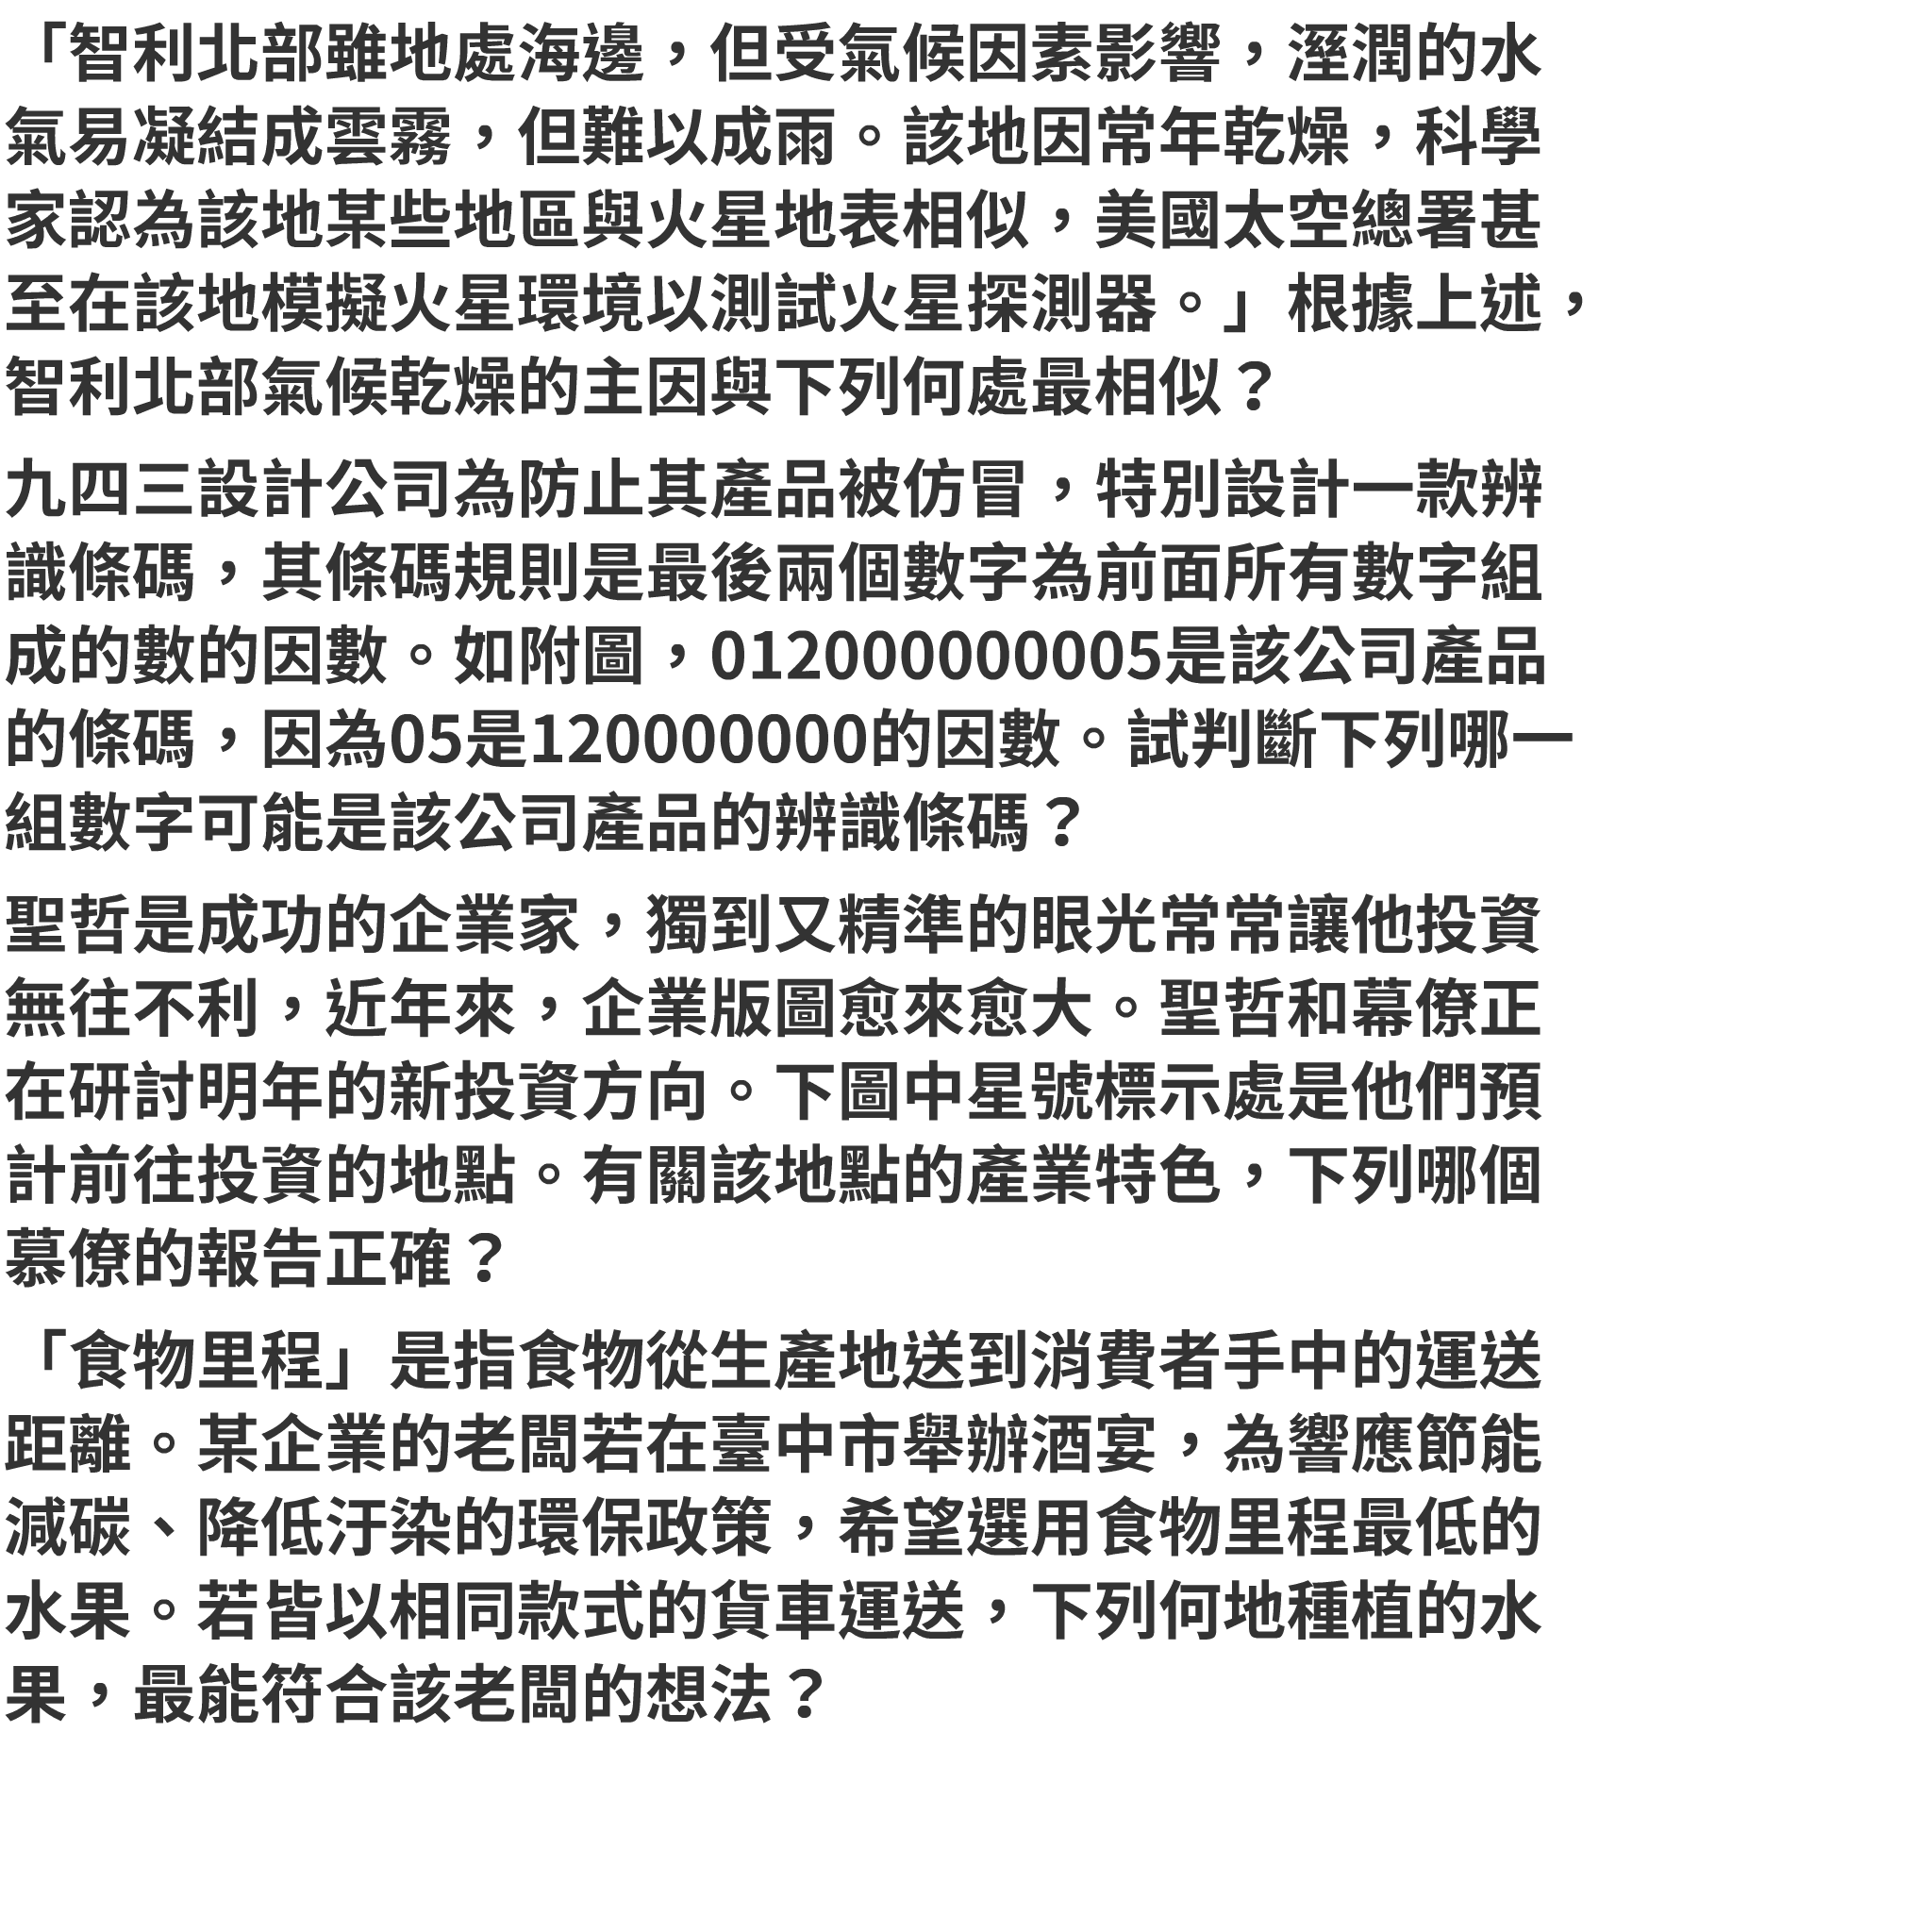 「智利北部雖地處海邊，但受氣候因素影響，溼潤的水
氣易凝結成雲霧，但難以成雨。該地因常年乾燥，科學
家認為該地某些地區與火星地表相似，美國太空總署甚
至在該地模擬火星環境以測試火星探測器。」根據上述，
智利北部氣候乾燥的主因與下列何處最相似？
九四三設計公司為防止其產品被仿冒，特別設計一款辨
識條碼，其條碼規則是最後兩個數字為前面所有數字組
成的數的因數。如附圖，012000000005是該公司產品
的條碼，因為05是120000000的因數。試判斷下列哪一
組數字可能是該公司產品的辨識條碼？
聖哲是成功的企業家，獨到又精準的眼光常常讓他投資
無往不利，近年來，企業版圖愈來愈大。聖哲和幕僚正
在研討明年的新投資方向。下圖中星號標示處是他們預
計前往投資的地點。有關該地點的產業特色，下列哪個
慕僚的報告正確？
「食物里程」是指食物從生產地送到消費者手中的運送
距離。某企業的老闆若在臺中市舉辦酒宴，為響應節能
減碳、降低汙染的環保政策，希望選用食物里程最低的
水果。若皆以相同款式的貨車運送，下列何地種植的水
果，最能符合該老闆的想法？